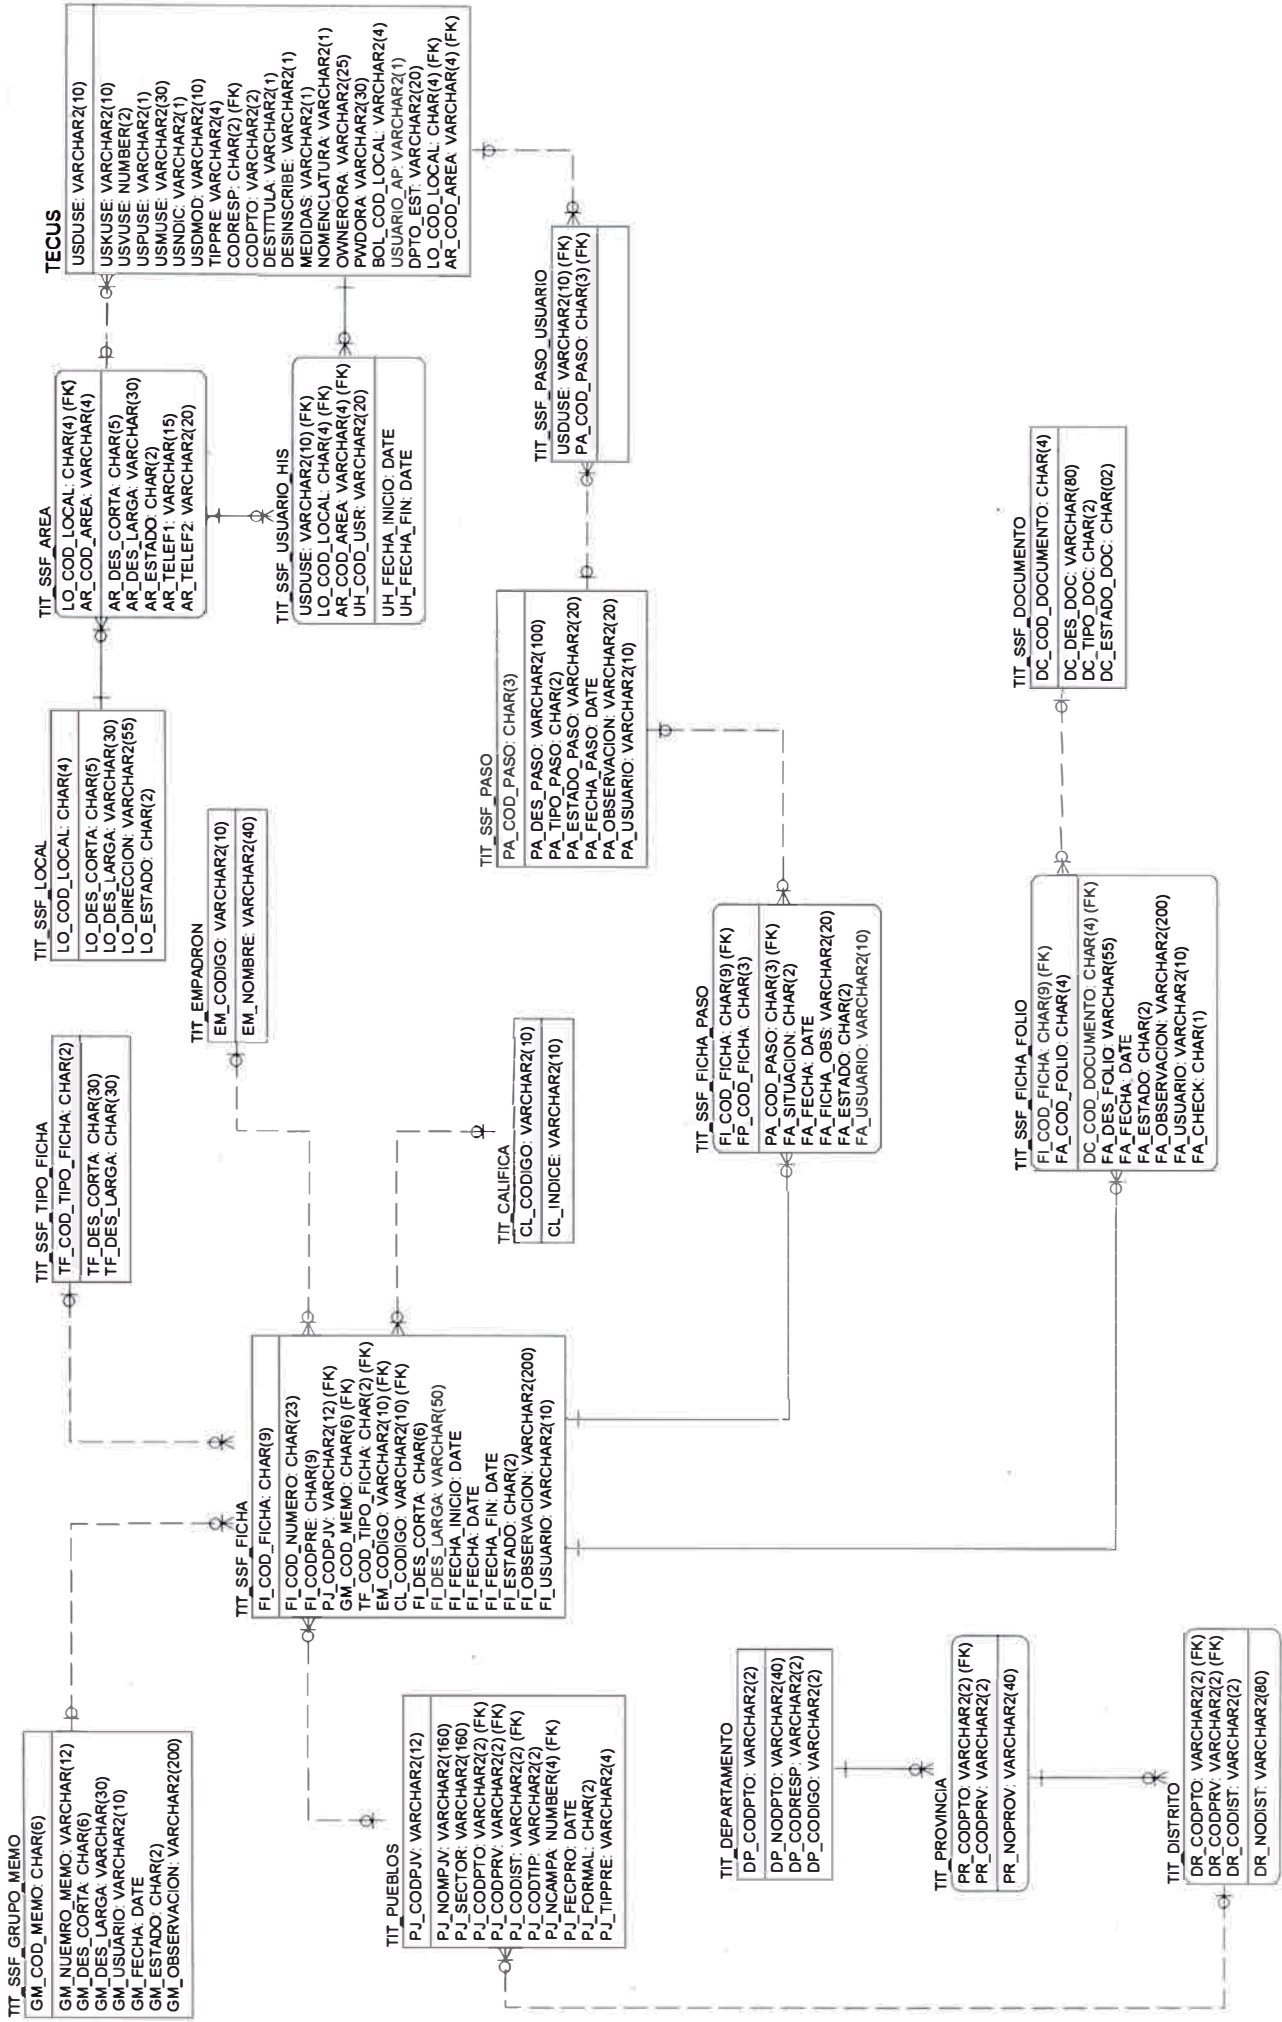 TIT_SSF_GRUPO_MEMO
GM_COD_MEMO: CHAR(6)
GM_NUEMRO_MEMO: VARCHAR(12)
GM_DES_CORTA: CHAR(6)
GM_DES_LARGA: VARCHAR(30)
GM_USUARIO: VARCHAR2(10)
GM_FECHA: DATE
GM_ESTADO: CHAR(2)
GM_OBSERVACION: VARCHAR2(200)
TIT_SSF_TIPO_FICHA
TF_COD_TIPO_FICHA: CHAR(2)
TF_DES_CORTA: CHAR(30)
TF_DES_LARGA: CHAR(30)
TIT_SSF_LOCAL
LO_COD_LOCAL: CHAR(4)
LO_DES_CORTA: CHAR(5)
LO_DES_LARGA: VARCHAR(30)
LO_DIRECCION: VARCHAR2(55)
LO_ESTADO: CHAR(2)
TIT_SSF_AREA
LO_COD_LOCAL: CHAR(4) (FK)
AR_COD_AREA: VARCHAR(4)
AR_DES_CORTA: CHAR(5)
AR_DES_LARGA: VARCHAR(30)
AR_ESTADO: CHAR(2)
AR_TELEF1: VARCHAR(15)
AR_TELEF2: VARCHAR2(20)
TECUS
USDUSE: VARCHAR2(10)
USKUSE: VARCHAR2(10)
USVUSE: NUMBER(2)
USPUSE: VARCHAR2(1)
USMUSE: VARCHAR2(30)
USNDIC: VARCHAR2(1)
USDMOD: VARCHAR2(10)
TIPPRE: VARCHAR2(4)
CODRESP: CHAR(2) (FK)
CODPTO: VARCHAR2(2)
DESTITULA: VARCHAR2(1)
DESINSCRIBE: VARCHAR2(1)
MEDIDAS: VARCHAR2(1)
NOMENCLATURA: VARCHAR2(1)
OWNERORA: VARCHAR2(25)
PWDORA: VARCHAR2(30)
BOL_COD_LOCAL: VARCHAR2(4)
USUARIO_AP: VARCHAR2(1)
DPTO_EST: VARCHAR2(20)
LO_COD_LOCAL: CHAR(4) (FK)
AR_COD_AREA: VARCHAR(4) (FK)
TIT_EMPADRON
EM_CODIGO: VARCHAR2(10)
EM_NOMBRE: VARCHAR2(40)
TIT_SSF_USUARIO_HIS
USDUSE: VARCHAR2(10) (FK)
LO_COD_LOCAL: CHAR(4) (FK)
AR_COD_AREA: VARCHAR(4) (FK)
UH_COD_USR: VARCHAR2(20)
UH_FECHA_INICIO: DATE
UH_FECHA_FIN: DATE
TIT_SSF_FICHA
FI_COD_FICHA: CHAR(9)
FI_COD_NUMERO: CHAR(23)
FI_CODPRE: CHAR(9)
PJ_CODPJV: VARCHAR2(12) (FK)
GM_COD_MEMO: CHAR(6) (FK)
TF_COD_TIPO_FICHA: CHAR(2) (FK)
EM_CODIGO: VARCHAR2(10) (FK)
CL_CODIGO: VARCHAR2(10) (FK)
FI_DES_CORTA: CHAR(6)
FI_DES_LARGA: VARCHAR(50)
FI_FECHA_INICIO: DATE
FI_FECHA: DATE
FI_FECHA_FIN: DATE
FI_ESTADO: CHAR(2)
FI_OBSERVACION: VARCHAR2(200)
FI_USUARIO: VARCHAR2(10)
TIT_CALIFICA
CL_CODIGO: VARCHAR2(10)
CL_INDICE: VARCHAR2(10)
TIT_SSF_PASO
PA_COD_PASO: CHAR(3)
PA_DES_PASO: VARCHAR2(100)
PA_TIPO_PASO: CHAR(2)
PA_ESTADO_PASO: VARCHAR2(20)
PA_FECHA_PASO: DATE
PA_OBSERVACION: VARCHAR2(20)
PA_USUARIO: VARCHAR2(10)
TIT_SSF_PASO_USUARIO
USDUSE: VARCHAR2(10) (FK)
PA_COD_PASO: CHAR(3) (FK)
TIT_PUEBLOS
PJ_CODPJV: VARCHAR2(12)
PJ_NOMPJV: VARCHAR2(160)
PJ_SECTOR: VARCHAR2(160)
PJ_CODPTO: VARCHAR2(2) (FK)
PJ_CODPRV: VARCHAR2(2) (FK)
PJ_CODIST: VARCHAR2(2) (FK)
PJ_CODTIP: VARCHAR2(2)
PJ_NCAMPA: NUMBER(4) (FK)
PJ_FECPRO: DATE
PJ_FORMAL: CHAR(2)
PJ_TIPPRE: VARCHAR2(4)
TIT_SSF_FICHA_PASO
FI_COD_FICHA: CHAR(9) (FK)
FP_COD_FICHA: CHAR(3)
PA_COD_PASO: CHAR(3) (FK)
FA_SITUACION: CHAR(2)
FA_FECHA: DATE
FA_FICHA_OBS: VARCHAR2(20)
FA_ESTADO: CHAR(2)
FA_USUARIO: VARCHAR2(10)
TIT_DEPARTAMENTO
DP_CODPTO: VARCHAR2(2)
DP_NODPTO: VARCHAR2(40)
DP_CODRESP: VARCHAR2(2)
DP_CODIGO: VARCHAR2(2)
TIT_PROVINCIA
PR_CODPTO: VARCHAR2(2) (FK)
PR_CODPRV: VARCHAR2(2)
PR_NOPROV: VARCHAR2(40)
TIT_DISTRITO
DR_CODPTO: VARCHAR2(2) (FK)
DR_CODPRV: VARCHAR2(2) (FK)
DR_CODIST: VARCHAR2(2)
DR_NODIST: VARCHAR2(80)
TIT_SSF_FICHA_FOLIO
FI_COD_FICHA: CHAR(9) (FK)
FA_COD_FOLIO: CHAR(4)
DC_COD_DOCUMENTO: CHAR(4) (FK)
FA_DES_FOLIO: VARCHAR(55)
FA_FECHA: DATE
FA_ESTADO: CHAR(2)
FA_OBSERVACION: VARCHAR2(200)
FA_USUARIO: VARCHAR2(10)
FA_CHECK: CHAR(1)
TIT_SSF_DOCUMENTO
DC_COD_DOCUMENTO: CHAR(4)
DC_DES_DOC: VARCHAR(80)
DC_TIPO_DOC: CHAR(2)
DC_ESTADO_DOC: CHAR(02)